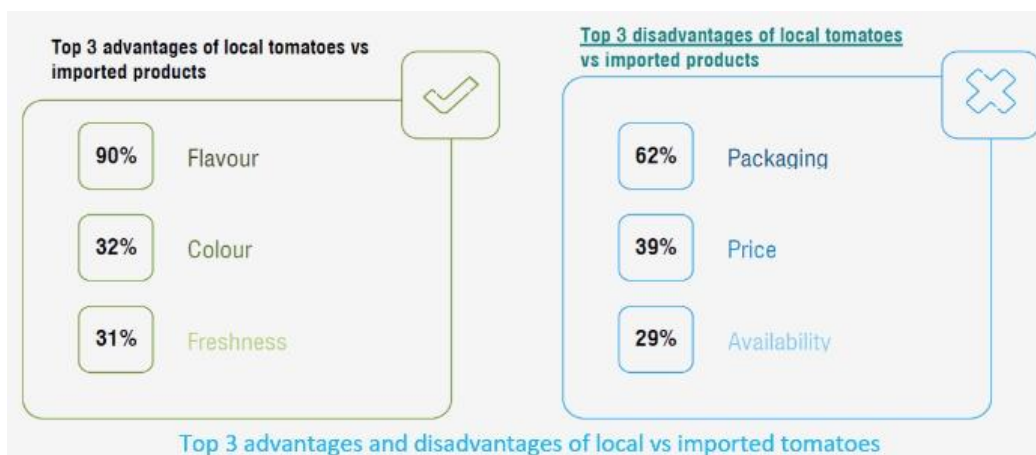 Top 3 advantages of local tomatoes vs
imported products
90% Flavour
32% Colour
31% Freshness
Top 3 disadvantages of local tomatoes
vs imported products
62% Packaging
39% Price
29% Availability
Top 3 advantages and disadvantages of local vs imported tomatoes